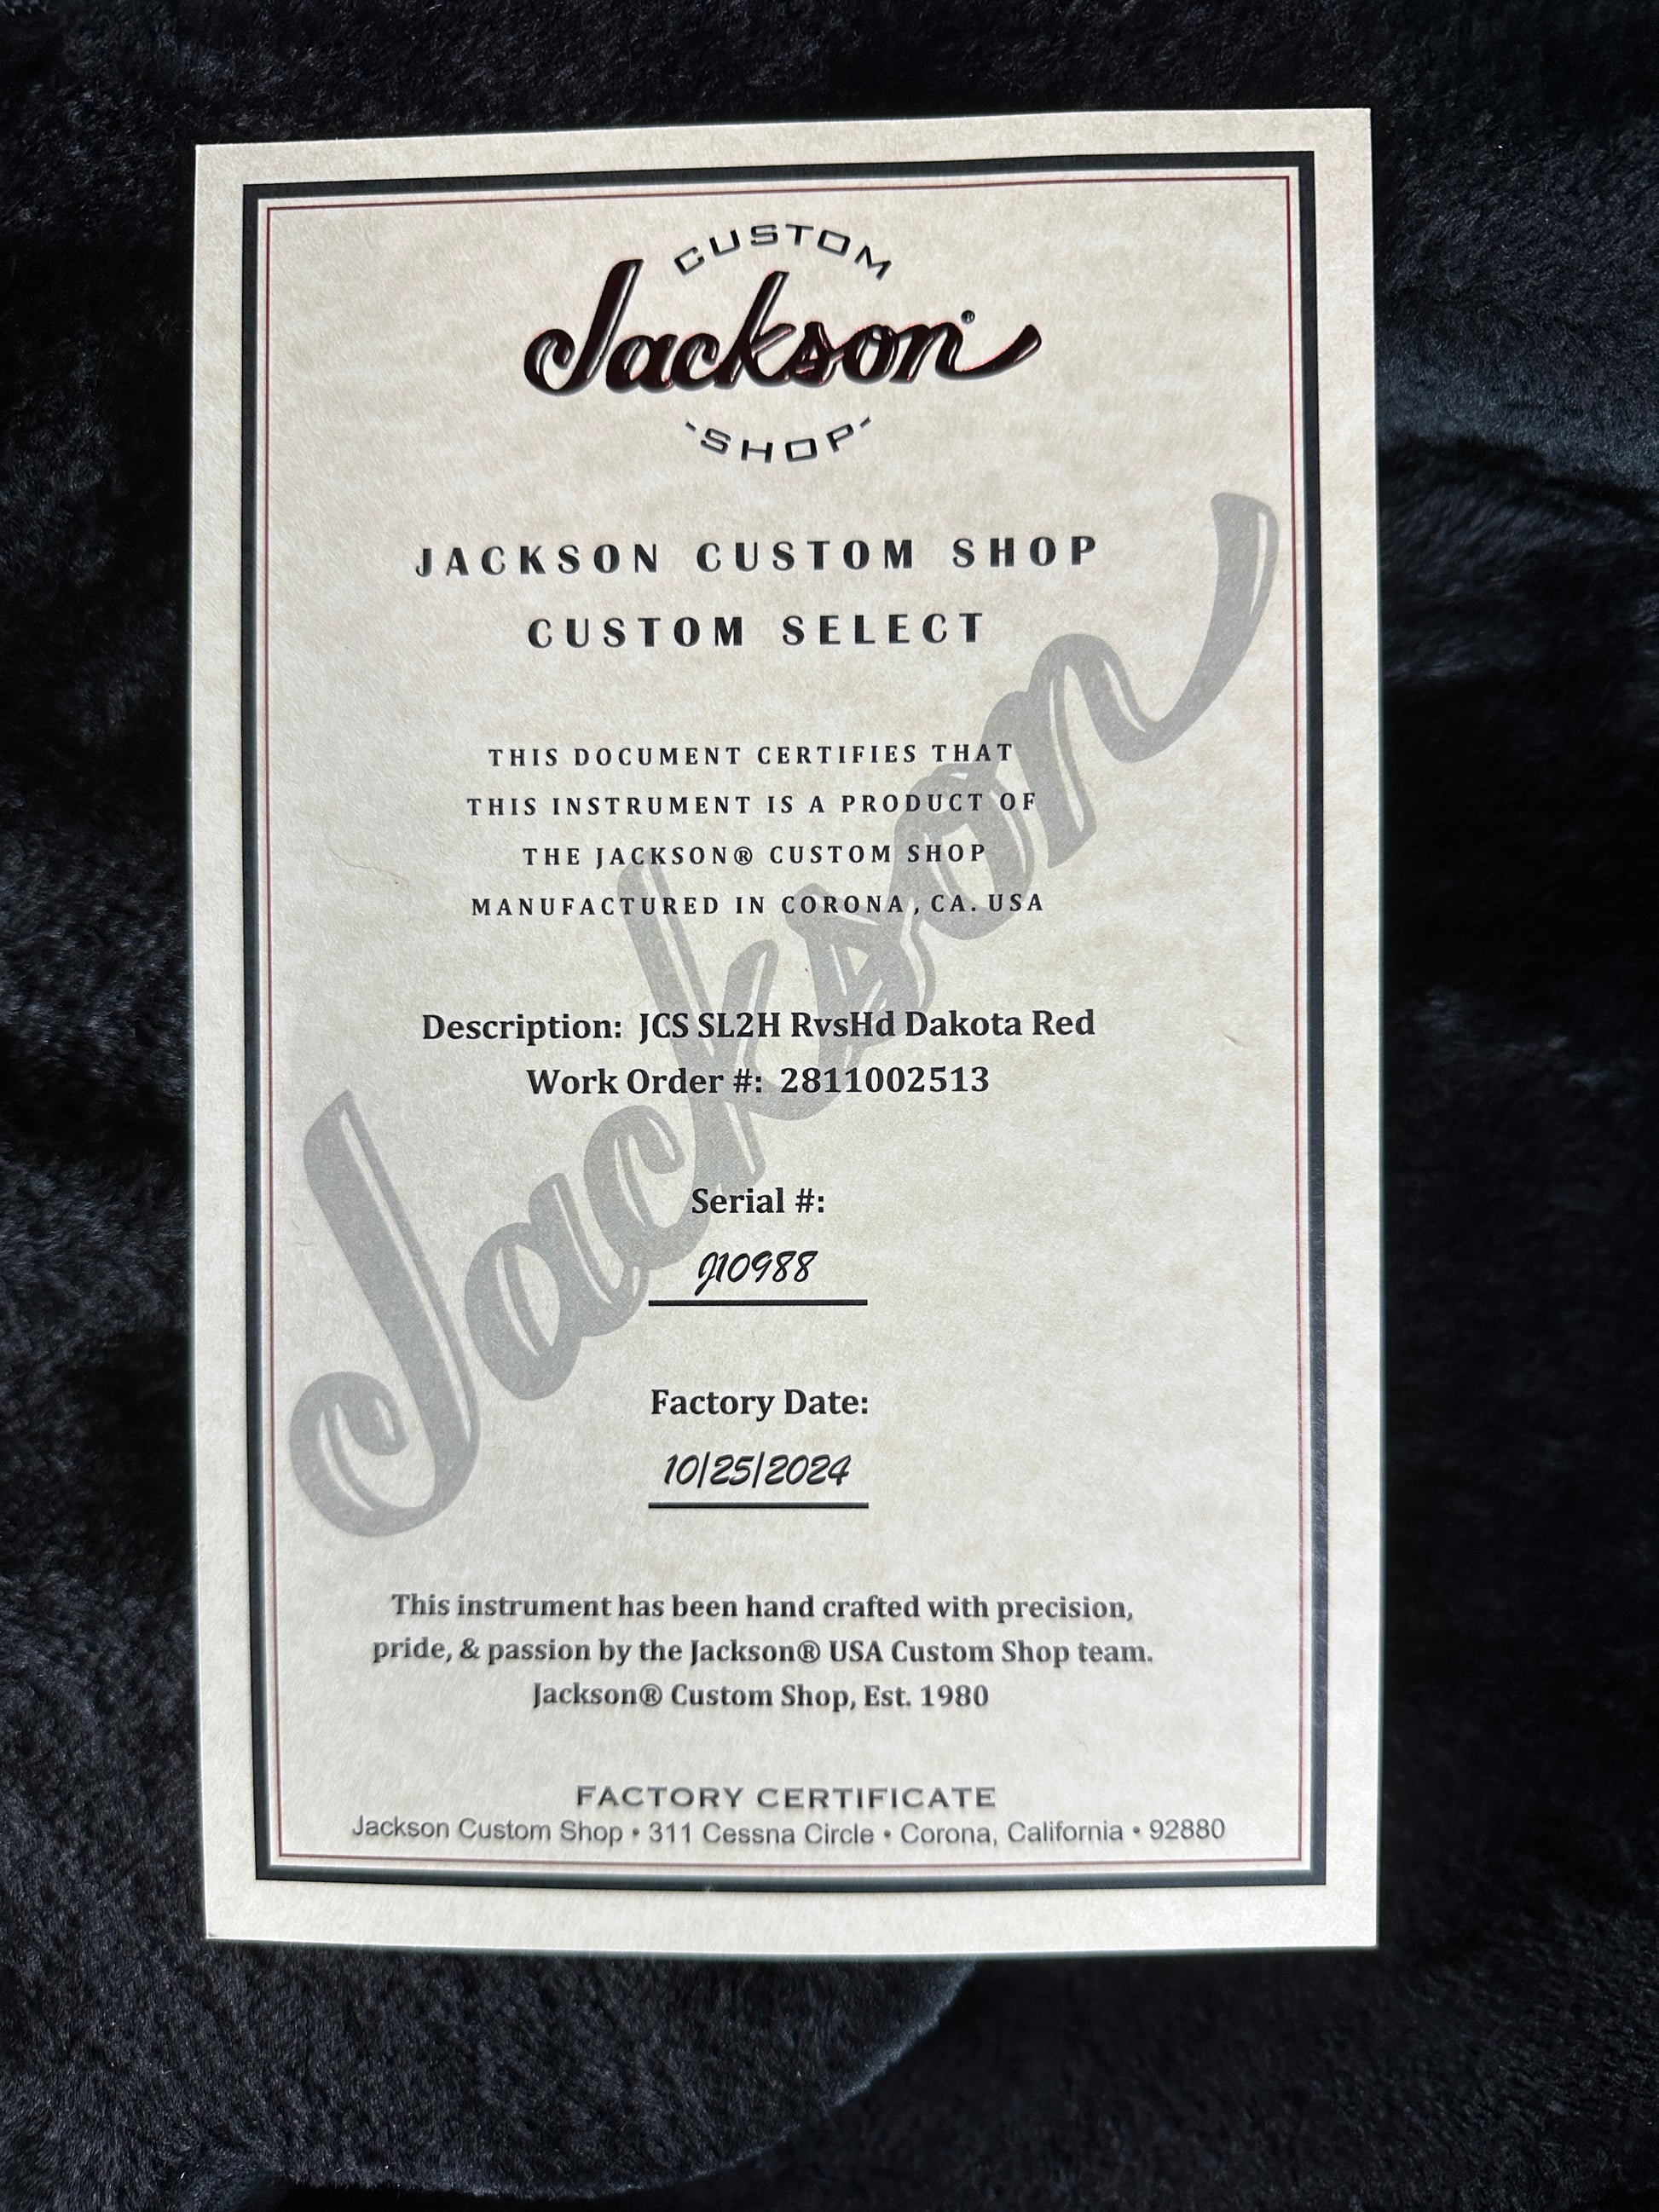 CUSTOM
Jackson®
SHOP
JACKSON CUSTOM SHOP
CUSTOM SELECT
THIS DOCUMENT CERTIFIES THAT
THIS INSTRUMENT IS A PRODUCT OF
THE JACKSON® CUSTOM SHOP
MANUFACTURED IN CORONA, CA. USA
Jackson
Description: JCS SL2H RvsHd Dakota Red
Work Order #: 2811002513
Serial #:
J10988
Factory Date:
10/25/2024
This instrument has been hand crafted with precision,
pride, & passion by the Jackson® USA Custom Shop team.
Jackson® Custom Shop, Est. 1980
FACTORY CERTIFICATE
Jackson Custom Shop • 311 Cessna Circle • Corona, California • 92880